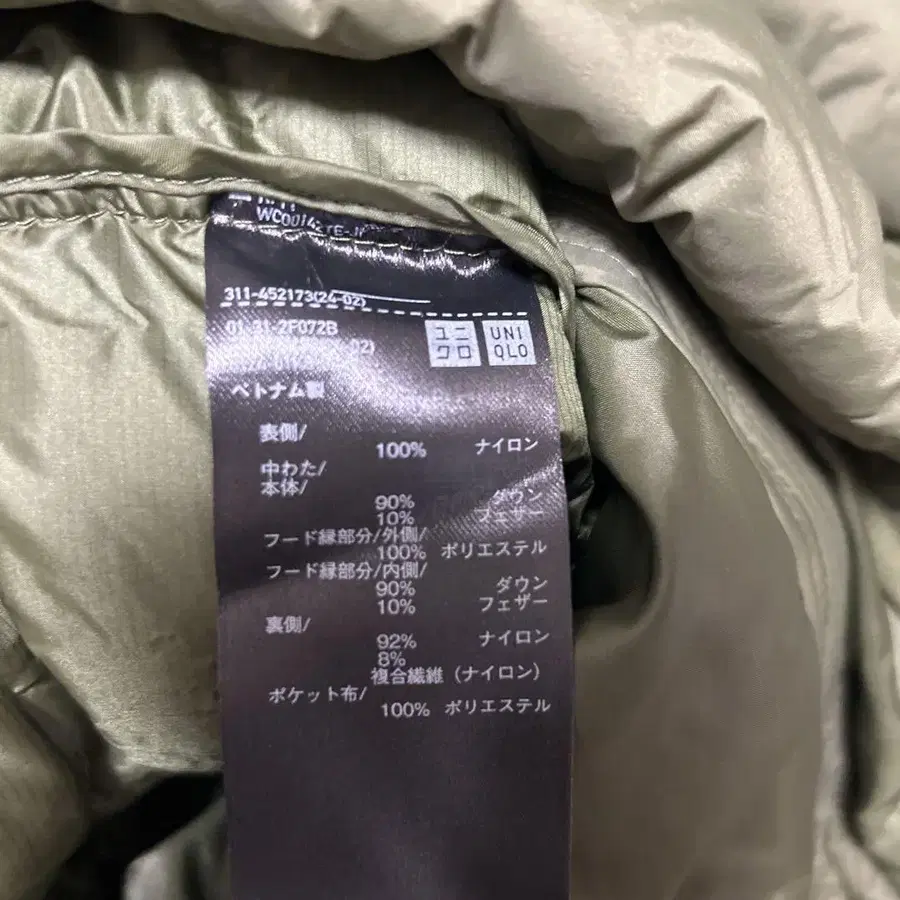 311-452173(24-02)
01-31-2F072B
ユニクロ
UNIQLO
ベトナム製
表側/
100% ナイロン
中わた/
本体/
90% ダウン
10% フェザー
フード縁部分/外側/
100% ポリエステル
フード縁部分/内側/
90% ダウン
10% フェザー
裏側/
92% ナイロン
8%
複合繊維（ナイロン）
ポケット布/
100% ポリエステル